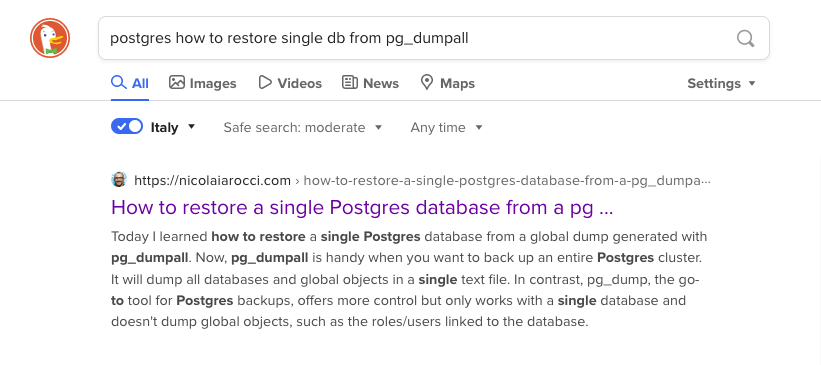 postgres how to restore single db from pg_dumpall
All Images Videos News Maps Settings
Italy Safe search: moderate Any time
https://nicolaiarocci.com › how-to-restore-a-single-postgres-database-from-a-pg_dumpa···
How to restore a single Postgres database from a pg ...
Today I learned how to restore a single Postgres database from a global dump generated with
pg_dumpall. Now, pg_dumpall is handy when you want to back up an entire Postgres cluster.
It will dump all databases and global objects in a single text file. In contrast, pg_dump, the go-
to tool for Postgres backups, offers more control but only works with a single database and
doesn't dump global objects, such as the roles/users linked to the database.